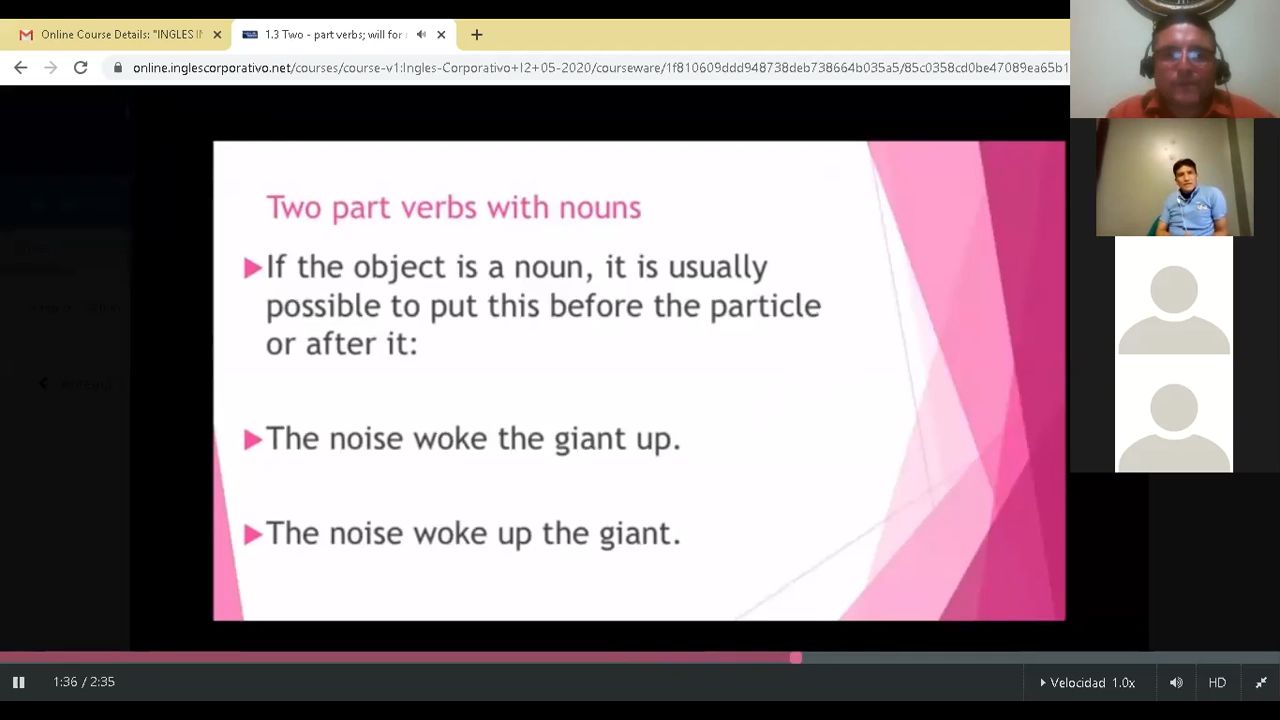 Online Course Details: "INGLES IN
1.3 Two - part verbs; will for
online.inglescorporativo.net/courses/course-v1:Ingles-Corporativo+I2+05-2020/courseware/1f810609ddd948738deb738664b035a5/85c0358cd0be47089ea65b1
Two part verbs with nouns
If the object is a noun, it is usually
possible to put this before the particle
or after it:
The noise woke the giant up.
The noise woke up the giant.
1:36 / 2:35
Velocidad 1.0x
HD